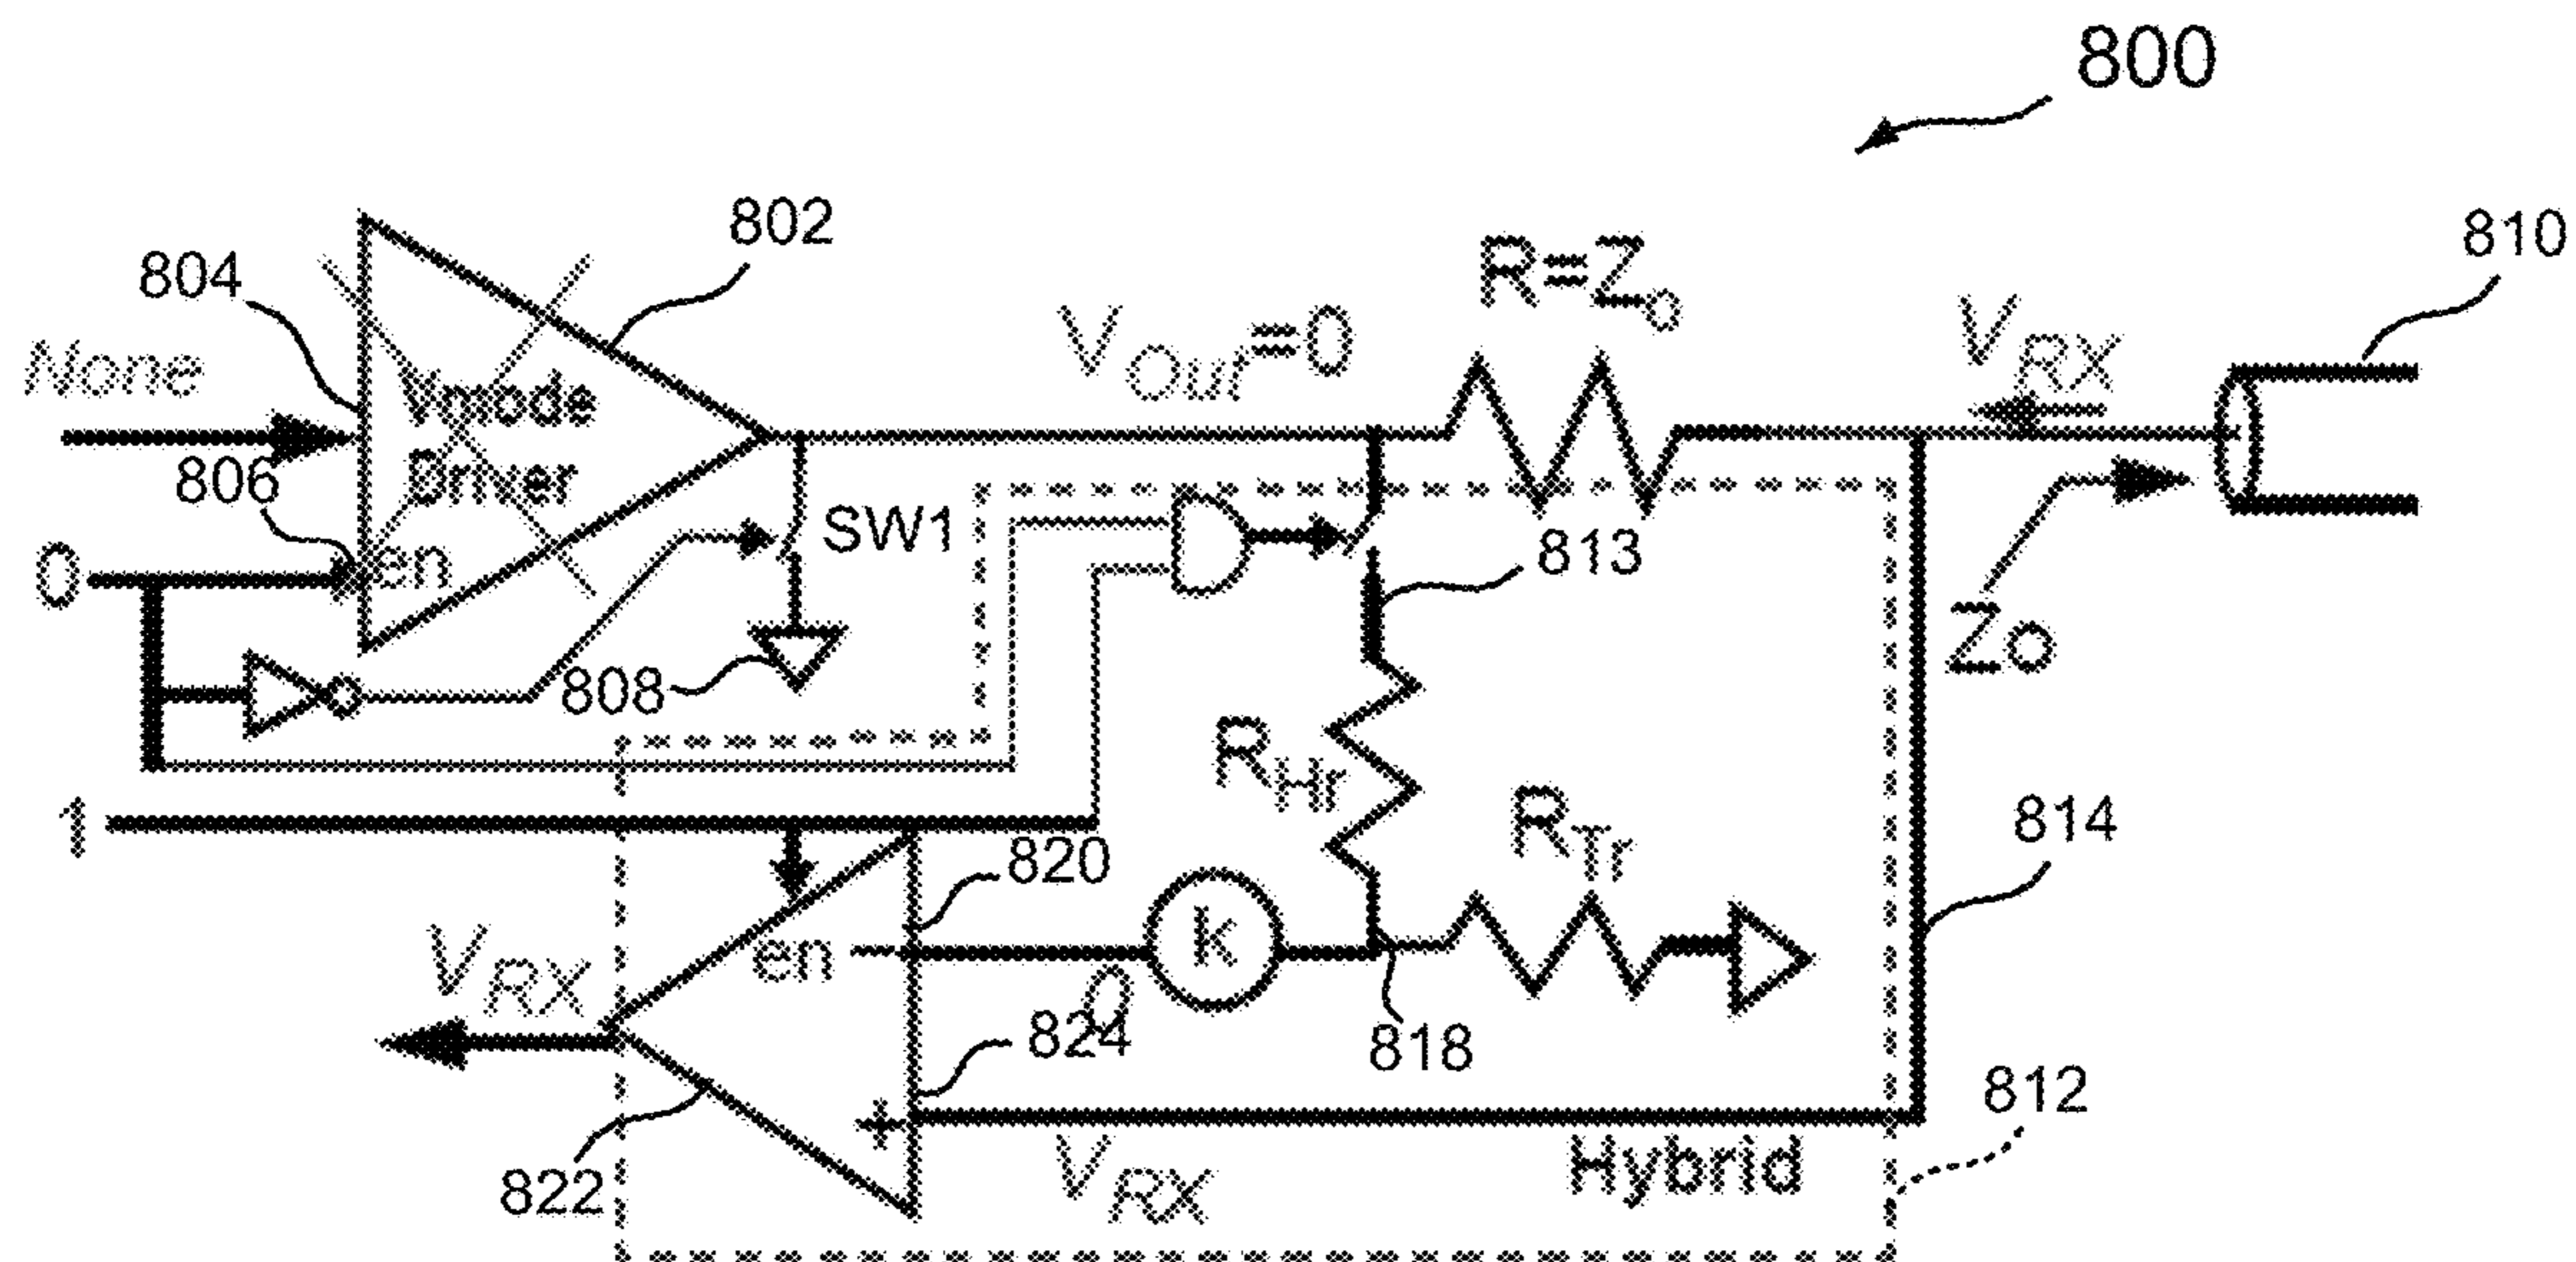 800
802
810
804
R=Zo
VOut=0
VRX
None
Vmode
Driver
806
SW1
813
0
en
Zo
808
RHr
RTr
1
820
814
VRX
en
k
0
824
818
812
822
+
VRX
Hybrid